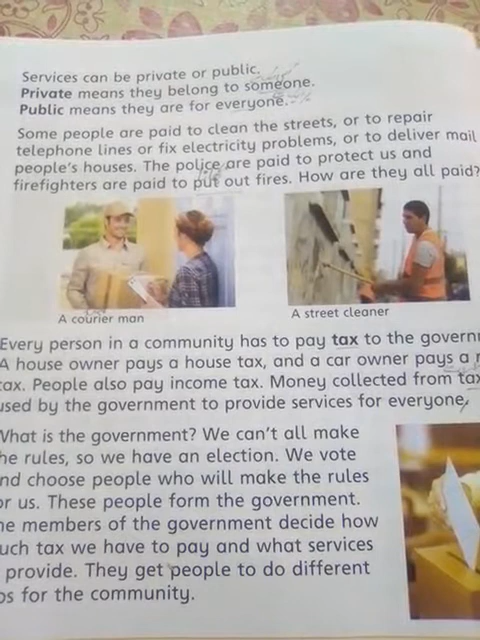 Services can be private or public.
Private means they belong to someone.
Public means they are for everyone.
Some people are paid to clean the streets, or to repair
telephone lines or fix electricity problems, or to deliver mail
people's houses. The police are paid to protect us and
firefighters are paid to put out fires. How are they all paid?
A courier man
A street cleaner
Every person in a community has to pay tax to the governm
A house owner pays a house tax, and a car owner pays a r
tax. People also pay income tax. Money collected from tax
used by the government to provide services for everyone.
What is the government? We can't all make
he rules, so we have an election. We vote
nd choose people who will make the rules
or us. These people form the government.
he members of the government decide how
uch tax we have to pay and what services
provide. They get people to do different
bs for the community.